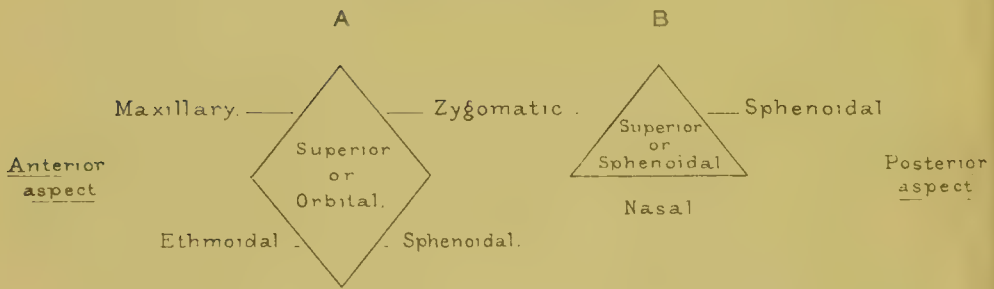 A
B
Maxillary.
Zygomatic .
Sphenoidal
Superior
or
Orbital.
Superior
or
Sphenoidal
Anterior
aspect
Posterior
aspect
Nasal
Ethmoidal
Sphenoidal.